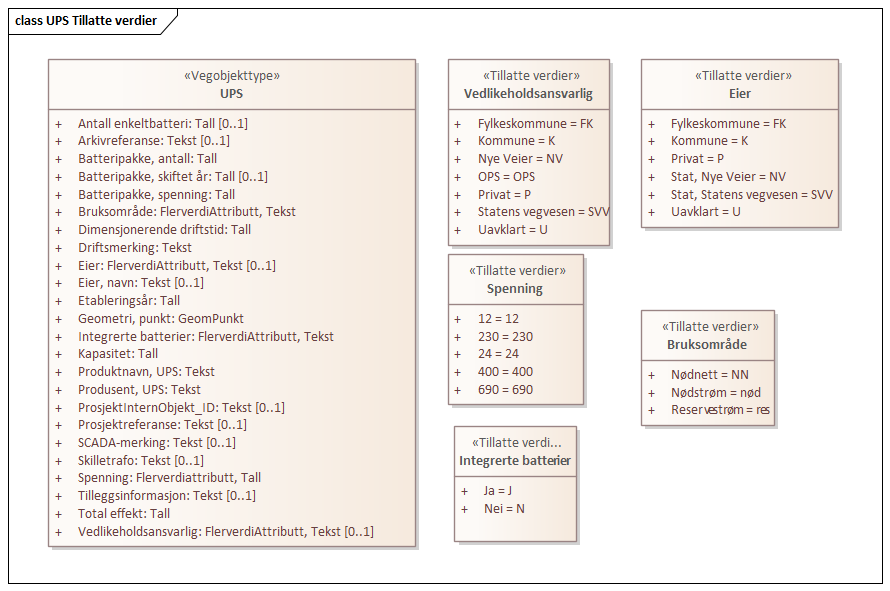 class UPS Tillatte verdier
«Vegobjekttype»
UPS
+ Antall enkeltbatteri: Tall [0..1]
+ Arkivreferanse: Tekst [0..1]
+ Batteripakke, antall: Tall
+ Batteripakke, skiftet år: Tall [0..1]
+ Batteripakke, spenning: Tall
+ Bruksområde: FlerverdiAttributt, Tekst
+ Dimensjonerende driftstid: Tall
+ Driftsmerking: Tekst
+ Eier: FlerverdiAttributt, Tekst [0..1]
+ Eier, navn: Tekst [0..1]
+ Etableringsår: Tall
+ Geometri, punkt: GeomPunkt
+ Integrerte batterier: FlerverdiAttributt, Tekst
+ Kapasitet: Tall
+ Produktnavn, UPS: Tekst
+ Produsent, UPS: Tekst
+ ProsjektInternObjekt_ID: Tekst [0..1]
+ Prosjektreferanse: Tekst [0..1]
+ SCADA-merking: Tekst [0..1]
+ Skilletrafo: Tekst [0..1]
+ Spenning: Flerverdiattributt, Tall
+ Tilleggsinformasjon: Tekst [0..1]
+ Total effekt: Tall
+ Vedlikeholdsansvarlig: FlerverdiAttributt, Tekst [0..1]
«Tillatte verdier»
Vedlikeholdsansvarlig
+ Fylkeskommune = FK
+ Kommune = K
+ Nye Veier = NV
+ OPS = OPS
+ Privat = P
+ Statens vegvesen = SVV
+ Uavklart = U
«Tillatte verdier»
Eier
+ Fylkeskommune = FK
+ Kommune = K
+ Privat = P
+ Stat, Nye Veier = NV
+ Stat, Statens vegvesen = SVV
+ Uavklart = U
«Tillatte verdier»
Spenning
+ 12 = 12
+ 230 = 230
+ 24 = 24
+ 400 = 400
+ 690 = 690
«Tillatte verdier»
Bruksområde
+ Nødnett = NN
+ Nødstrøm = nød
+ Reservestrøm = res
«Tillatte verdi...
Integrerte batterier
+ Ja = J
+ Nei = N